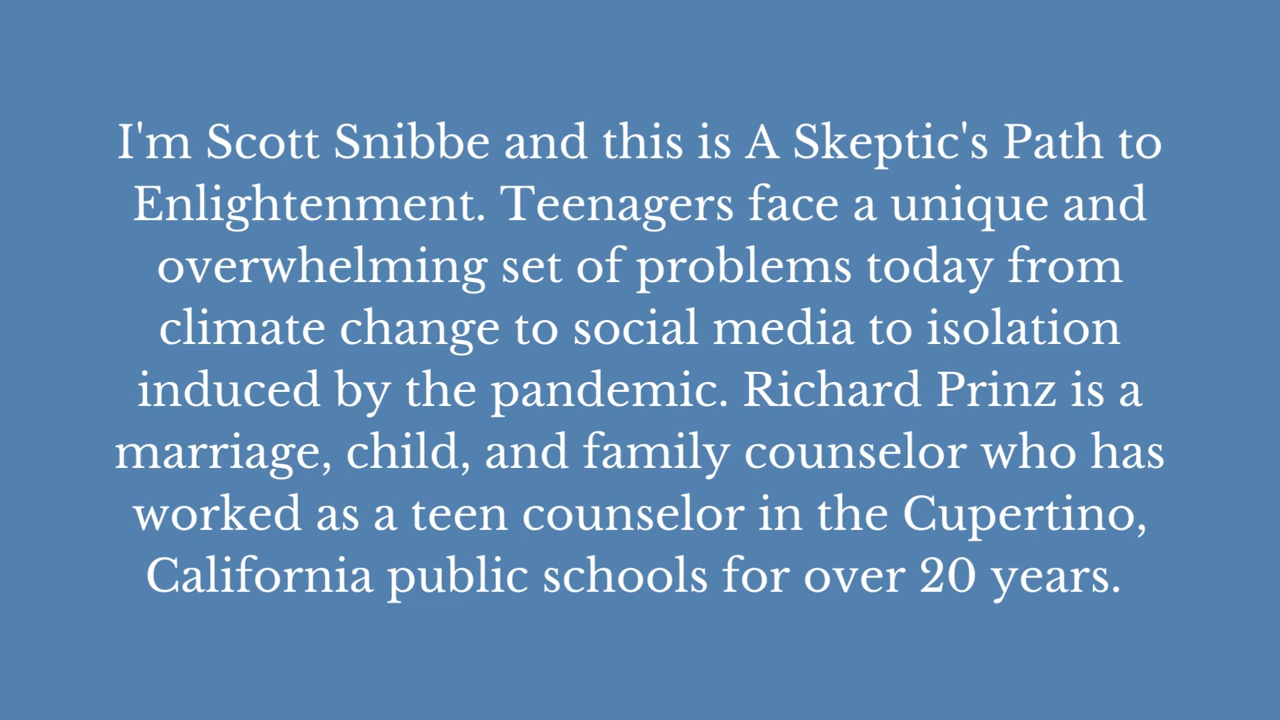 I'm Scott Snibbe and this is A Skeptic's Path to
Enlightenment. Teenagers face a unique and
overwhelming set of problems today from
climate change to social media to isolation
induced by the pandemic. Richard Prinz is a
marriage, child, and family counselor who has
worked as a teen counselor in the Cupertino,
California public schools for over 20 years.